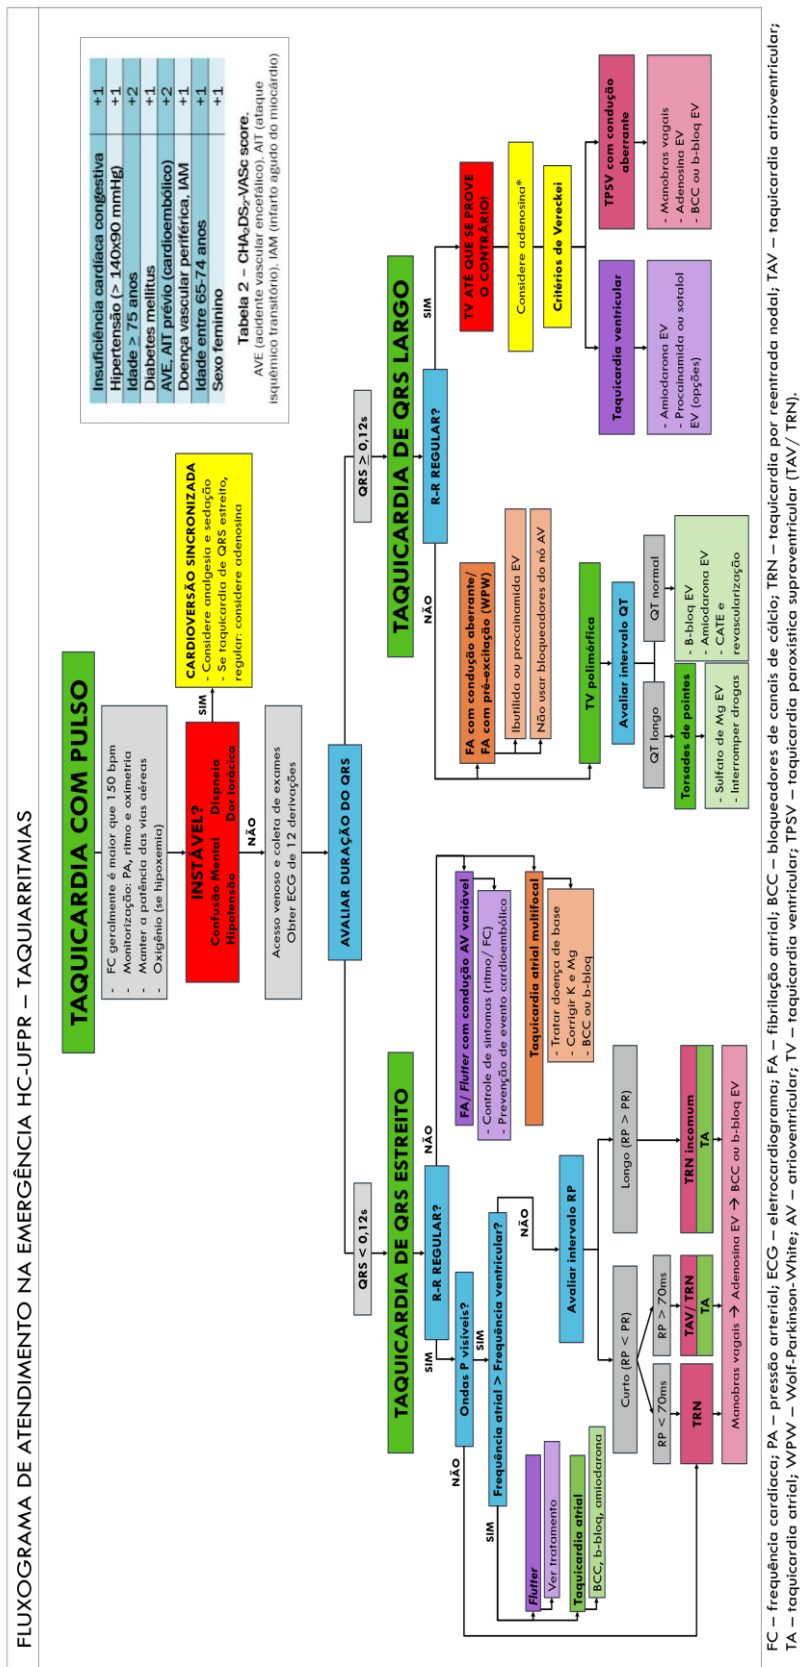 FLUXOGRAMA DE ATENDIMENTO NA EMERGÊNCIA HC-UFPR – TAQUIARRITMIAS
TAQUICARDIA COM PULSO
- FC geralmente é maior que 150 bpm
- Monitorização: PA, ritmo e oximetria
- Manter a patência das vias aéreas
- Oxigênio (se hipoxemia)
INSTÁVEL?
Confusão Mental Dispneia
Hipotensão Dor torácica
SIM
CARDIOVERSÃO SINCRONIZADA
- Considere analgesia e sedação
- Se taquicardia de QRS estreito,
regular: considere adenosina
NÃO
Acesso venoso e coleta de exames
Obter ECG de 12 derivações
AVALIAR DURAÇÃO DO QRS
Insuficiência cardíaca congestiva +1
Hipertensão (> 140x90 mmHg) +1
Idade > 75 anos +2
Diabetes mellitus +1
AVE, AIT prévio (cardioembólico) +2
Doença vascular periférica, IAM +1
Idade entre 65-74 anos +1
Sexo feminino +1
Tabela 2 – CHA₂DS₂-VASc score.
AVE (acidente vascular encefálico), AIT (ataque
isquêmico transitório), IAM (infarto agudo do miocárdio)
QRS < 0,12s
TAQUICARDIA DE QRS ESTREITO
R-R REGULAR?
SIM
NÃO
Ondas P visíveis?
NÃO
SIM
Frequência atrial > Frequência ventricular?
SIM
NÃO
Flutter
Ver tratamento
Taquicardia atrial
BCC, b-bloq, amiodarona
Avaliar intervalo RP
Curto (RP < PR)
Longo (RP > PR)
RP < 70ms
RP > 70ms
TRN
TAV/ TRN
TA
TRN incomum
TA
Manobras vagais → Adenosina EV → BCC ou b-bloq EV
FA/ Flutter com condução AV variável
- Controle de sintomas (ritmo/ FC)
- Prevenção de evento cardioembólico
Taquicardia atrial multifocal
- Tratar doença de base
- Corrigir K e Mg
- BCC ou b-bloq
QRS ≥ 0,12s
TAQUICARDIA DE QRS LARGO
R-R REGULAR?
NÃO
SIM
FA com condução aberrante/
FA com pré-excitação (WPW)
Ibutilida ou procainamida EV
Não usar bloqueadores do nó AV
TV polimórfica
Avaliar intervalo QT
QT longo
QT normal
Torsades de pointes
- Sulfato de Mg EV
- Interromper drogas
- B-bloq EV
- Amiodarona EV
- CATE e
revascularização
TV ATÉ QUE SE PROVE
O CONTRÁRIO!
Considere adenosina*
Critérios de Vereckei
Taquicardia ventricular
- Amiodarona EV
- Procainamida ou sotalol
EV (opções)
TPSV com condução
aberrante
- Manobras vagais
- Adenosina EV
- BCC ou b-bloq EV
FC – frequência cardíaca; PA – pressão arterial; ECG – eletrocardiograma; FA – fibrilação atrial; BCC – bloqueadores de canais de cálcio; TRN – taquicardia por reentrada nodal; TAV – taquicardia atrioventricular;
TA – taquicardia atrial; WPW – Wolf-Parkinson-White; AV – atrioventricular; TV – taquicardia ventricular; TPSV – taquicardia paroxística supraventricular (TAV/ TRN).